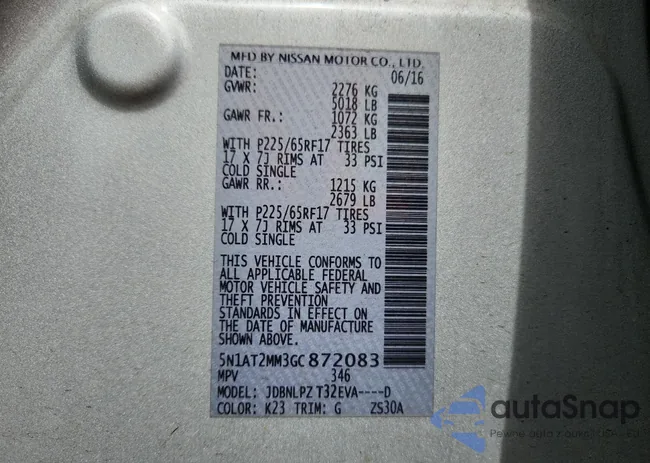 MFD BY NISSAN MOTOR CO., LTD.
DATE: 06/16
GVWR: 2276 KG
5018 LB
GAWR FR.: 1072 KG
2363 LB
WITH P225/65RF17 TIRES
17 X 7J RIMS AT 33 PSI
COLD SINGLE
GAWR RR.: 1215 KG
2679 LB
WITH P225/65RF17 TIRES
17 X 7J RIMS AT 33 PSI
COLD SINGLE
THIS VEHICLE CONFORMS TO
ALL APPLICABLE FEDERAL
MOTOR VEHICLE SAFETY AND
THEFT PREVENTION
STANDARDS IN EFFECT ON
THE DATE OF MANUFACTURE
SHOWN ABOVE.
5N1AT2MM3GC872083
MPV 346
MODEL: JDBNLPZ T32EVA----D
COLOR: K23 TRIM: G ZS30A
autoSnap